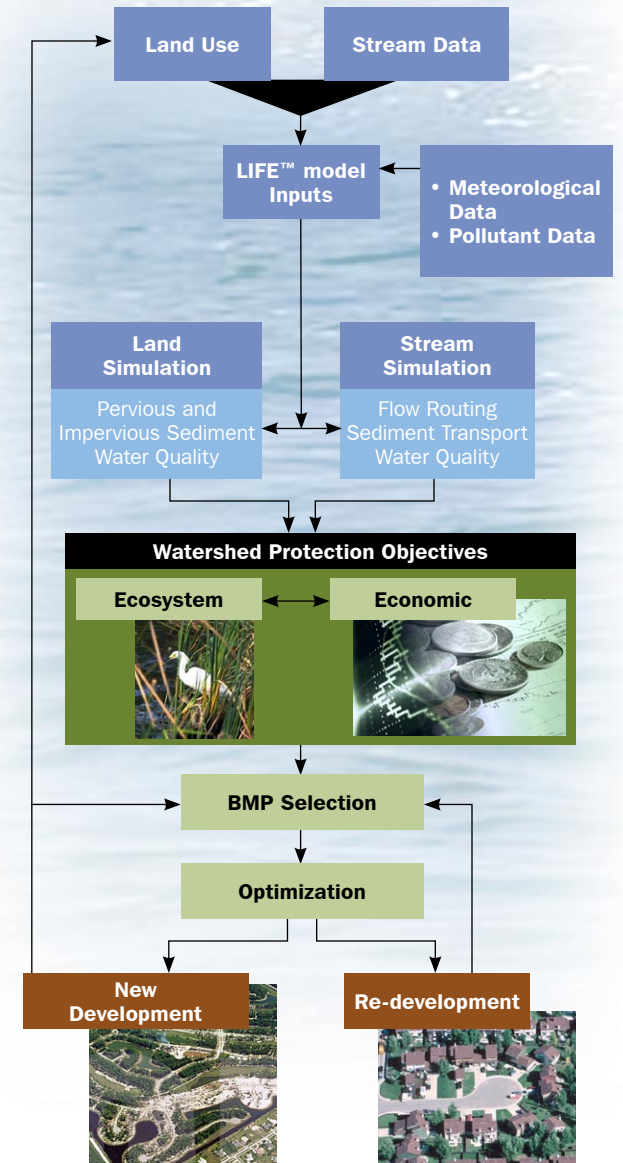 Land Use
Stream Data
LIFE™ model
Inputs
• Meteorological
Data
• Pollutant Data
Land
Simulation
Pervious and
Impervious Sediment
Water Quality
Stream
Simulation
Flow Routing
Sediment Transport
Water Quality
Watershed Protection Objectives
Ecosystem
Economic
BMP Selection
Optimization
New
Development
Re-development